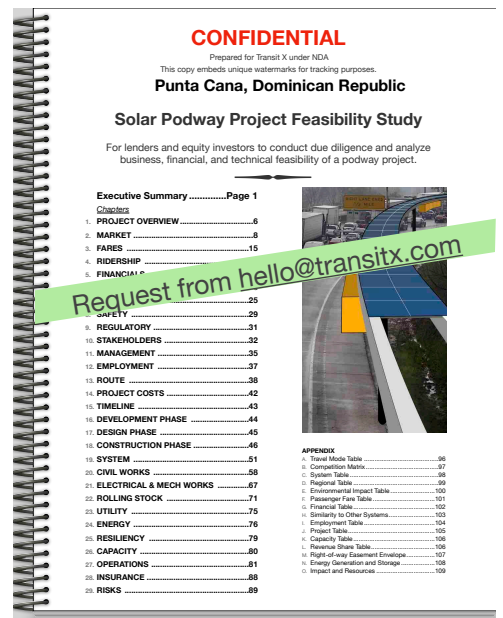 CONFIDENTIAL
Prepared for Transit X under NDA
This copy embeds unique watermarks for tracking purposes.
Punta Cana, Dominican Republic
Solar Podway Project Feasibility Study
For lenders and equity investors to conduct due diligence and analyze
business, financial, and technical feasibility of a podway project.
Executive Summary .............Page 1
Chapters
1. PROJECT OVERVIEW ...................................6
2. MARKET ...................................................8
3. FARES ...................................................15
4. RIDERSHIP
5. FINANCIALS
Request from hello@transitx.com
25
8. SAFETY ...................................................29
9. REGULATORY ...........................................31
10. STAKEHOLDERS .......................................32
11. MANAGEMENT .........................................35
12. EMPLOYMENT ..........................................37
13. ROUTE ...................................................38
14. PROJECT COSTS ......................................42
15. TIMELINE ................................................43
16. DEVELOPMENT PHASE ..............................44
17. DESIGN PHASE ........................................45
18. CONSTRUCTION PHASE .............................46
19. SYSTEM ..................................................51
20. CIVIL WORKS ...........................................58
21. ELECTRICAL & MECH WORKS .....................67
22. ROLLING STOCK .......................................71
23. UTILITY ...................................................75
24. ENERGY ..................................................76
25. RESILIENCY .............................................79
26. CAPACITY ................................................80
27. OPERATIONS ............................................81
28. INSURANCE ..............................................88
29. RISKS .....................................................89
APPENDIX
A. Travel Mode Table ......................................96
B. Competition Matrix.....................................97
C. System Table .............................................98
D. Regional Table ...........................................99
E. Environmental Impact Table ........................100
F. Passenger Fare Table .................................101
G. Financial Table ..........................................102
H. Similarity to Other Systems ........................103
I. Employment Table .....................................104
J. Project Table .............................................105
K. Capacity Table ..........................................106
L. Revenue Share Table..................................106
M. Right-of-way Easement Envelope................107
N. Energy Generation and Storage ..................108
O. Impact and Resources ...............................109